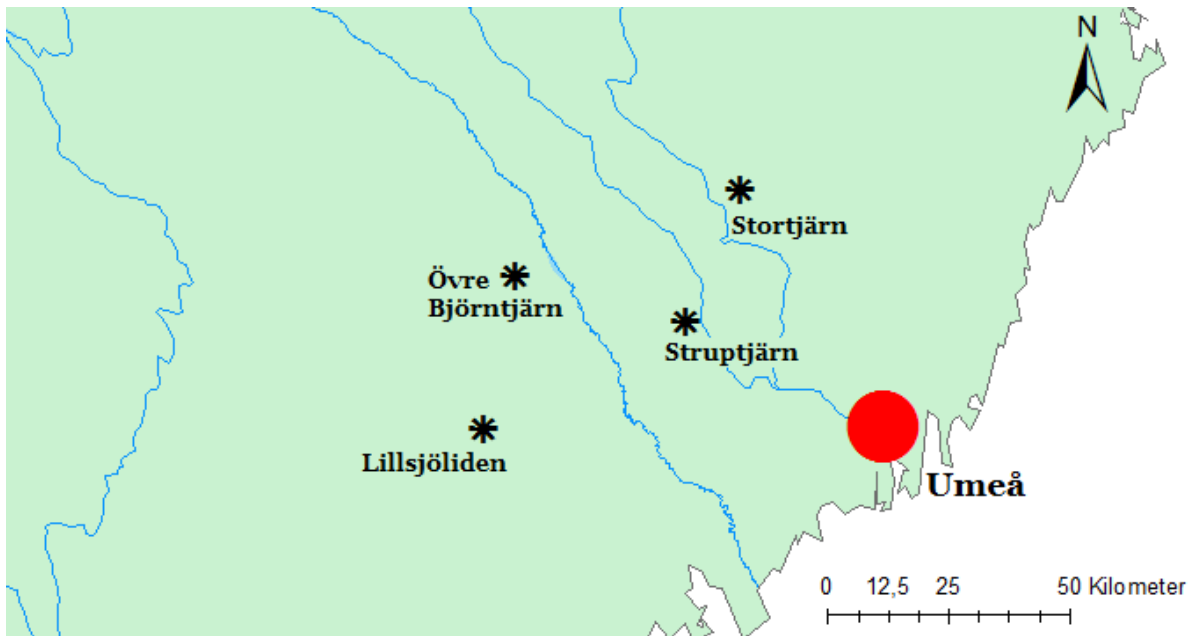 N
Stortjärn
Övre
Björntjärn
Struptjärn
Lillsjöliden
Umeå
0 12,5 25 50 Kilometer